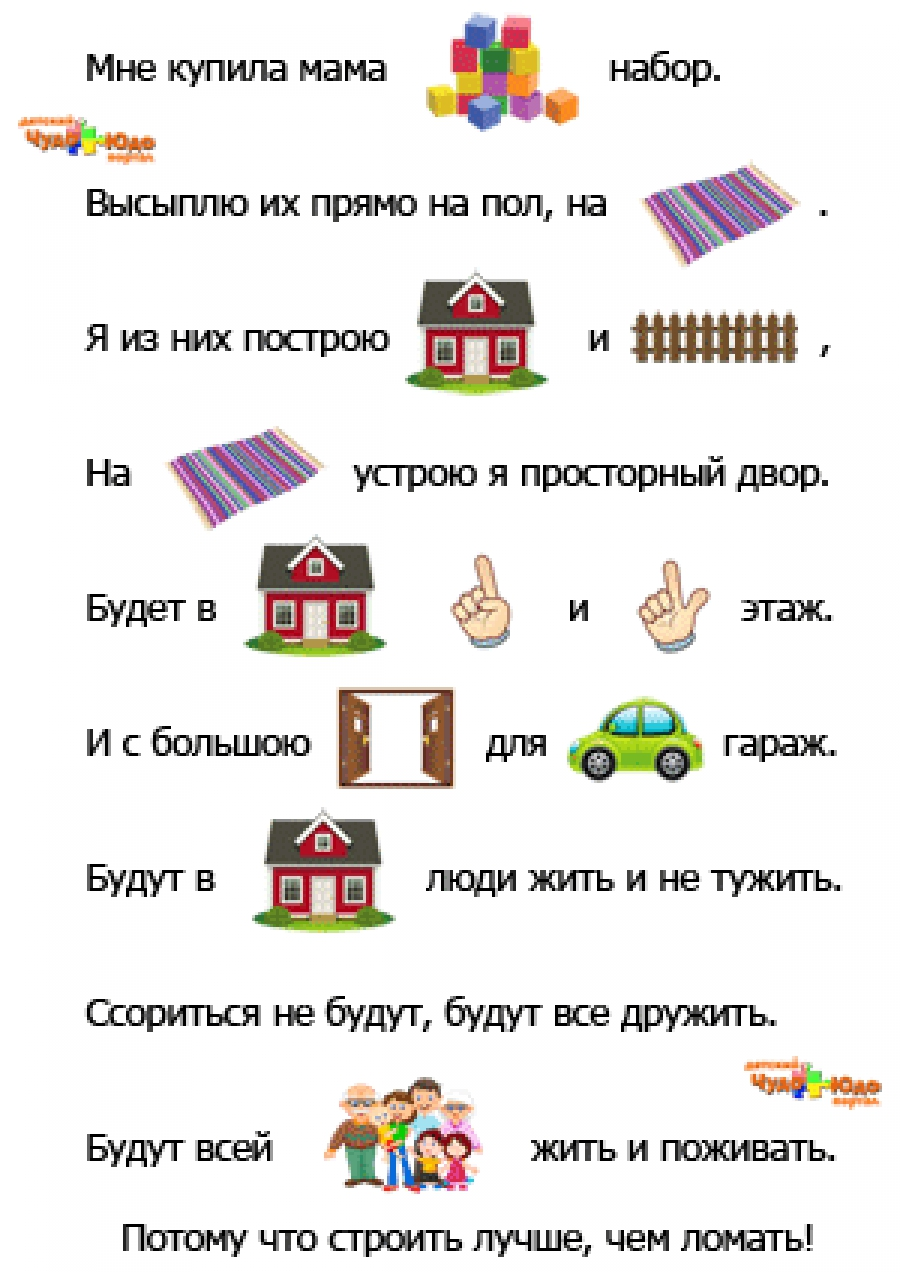 Мне купила мама набор.
детский
Чудо-Юдо
портал
Высыплю их прямо на пол, на .
Я из них построю и ,
На устрою я просторный двор.
Будет в и этаж.
И с большою для гараж.
Будут в люди жить и не тужить.
Ссориться не будут, будут все дружить.
детский
Чудо-Юдо
портал
Будут всей жить и поживать.
Потому что строить лучше, чем ломать!